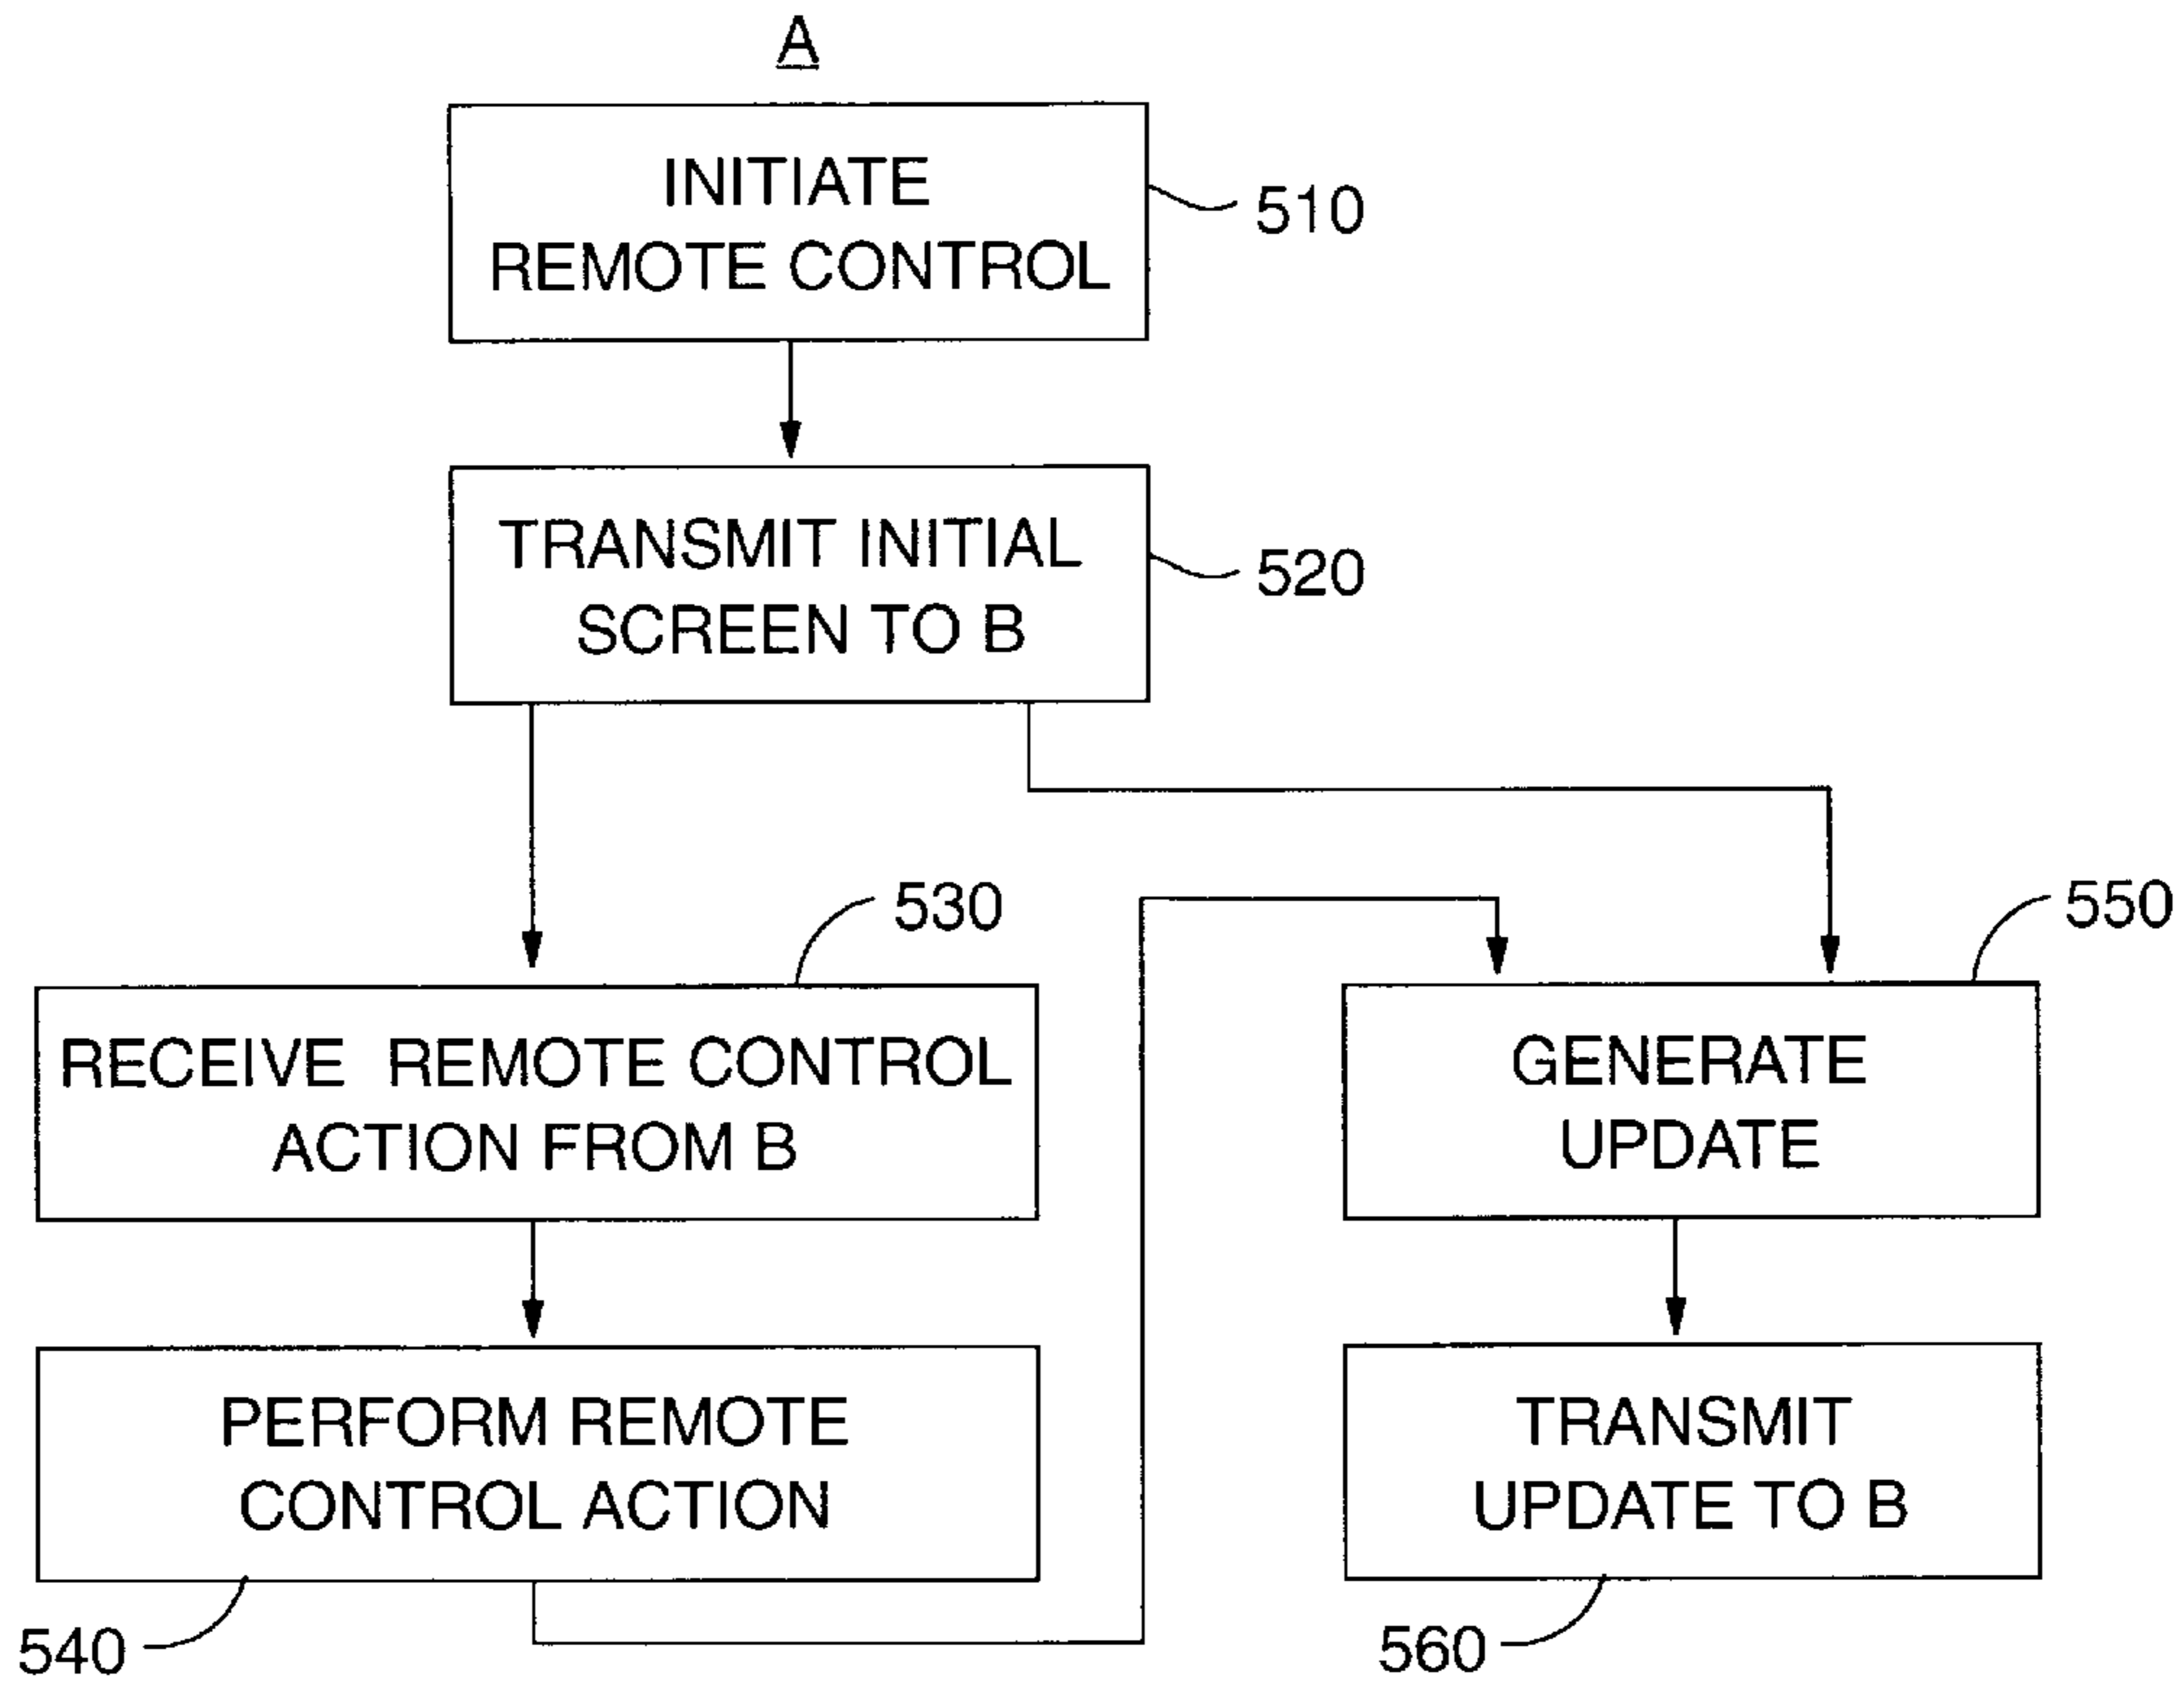 A
INITIATE
REMOTE CONTROL
510
TRANSMIT INITIAL
SCREEN TO B
520
530
550
RECEIVE REMOTE CONTROL
ACTION FROM B
GENERATE
UPDATE
PERFORM REMOTE
CONTROL ACTION
TRANSMIT
UPDATE TO B
540
560